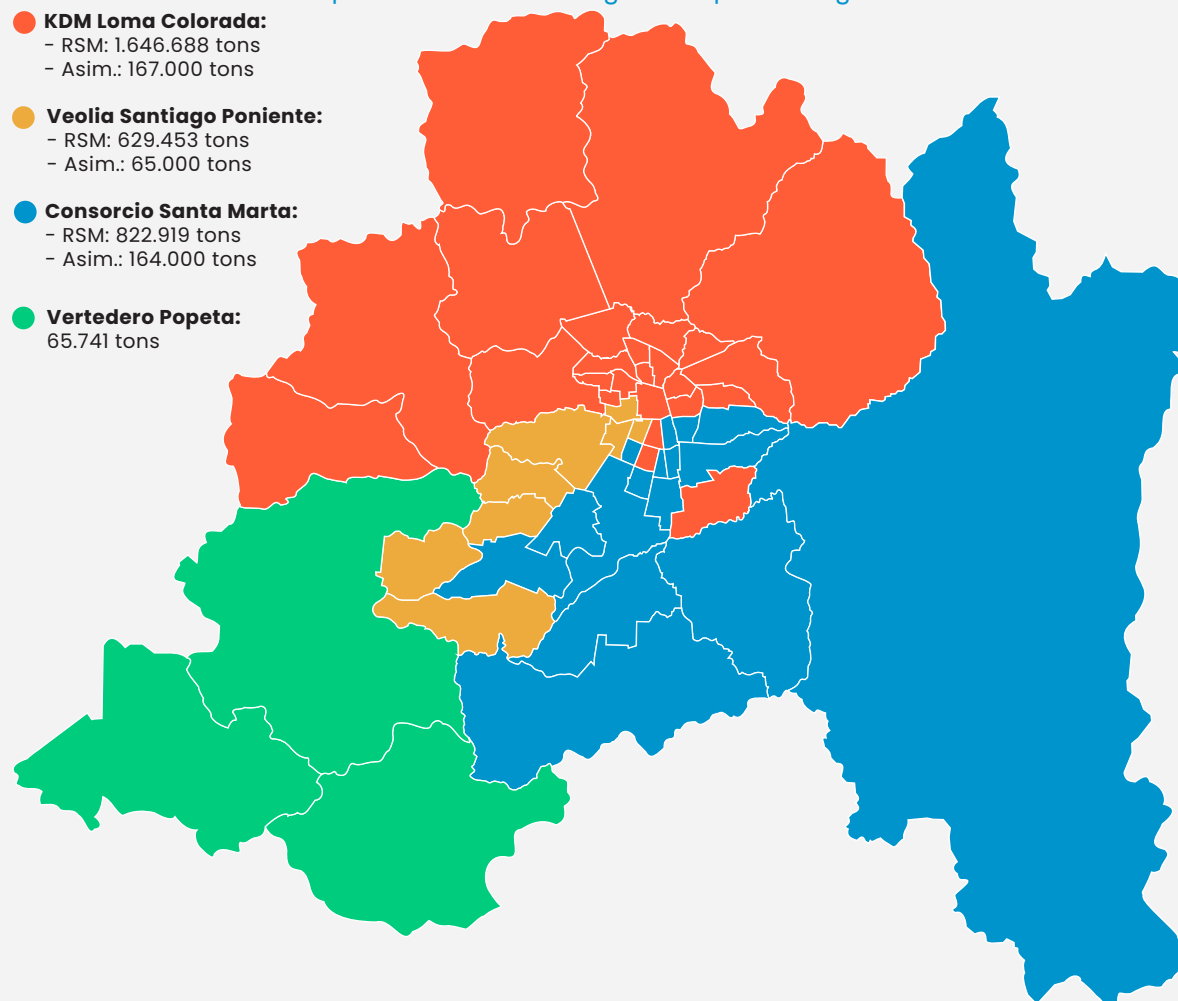 KDM Loma Colorada:
- RSM: 1.646.688 tons
- Asim.: 167.000 tons
Veolia Santiago Poniente:
- RSM: 629.453 tons
- Asim.: 65.000 tons
Consorcio Santa Marta:
- RSM: 822.919 tons
- Asim.: 164.000 tons
Vertedero Popeta:
65.741 tons